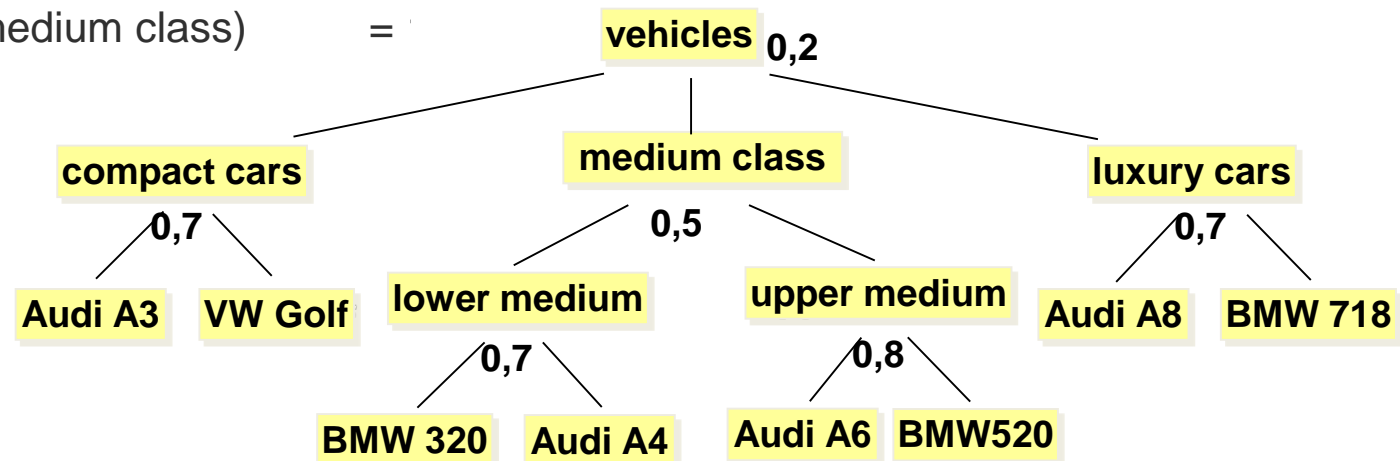 medium class) =
vehicles 0,2
compact cars
medium class
luxury cars
0,7
0,5
0,7
Audi A3
VW Golf
lower medium
upper medium
Audi A8
BMW 718
0,7
0,8
BMW 320
Audi A4
Audi A6
BMW520